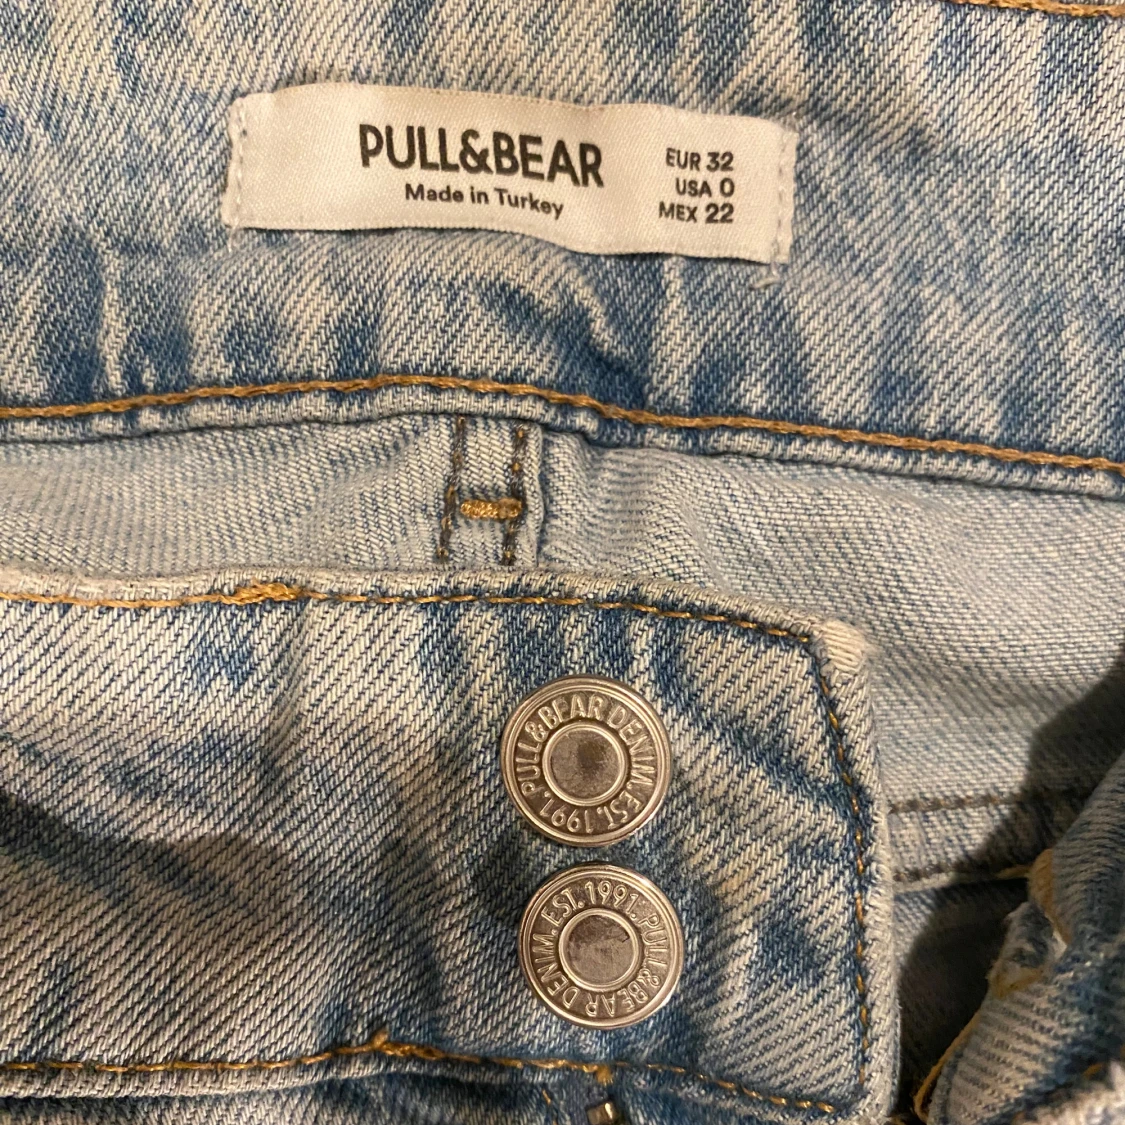 PULL&BEAR
Made in Turkey
EUR 32
USA 0
MEX 22
PULL&BEAR DENIM. EST. 1991.
PULL&BEAR DENIM. EST. 1991.